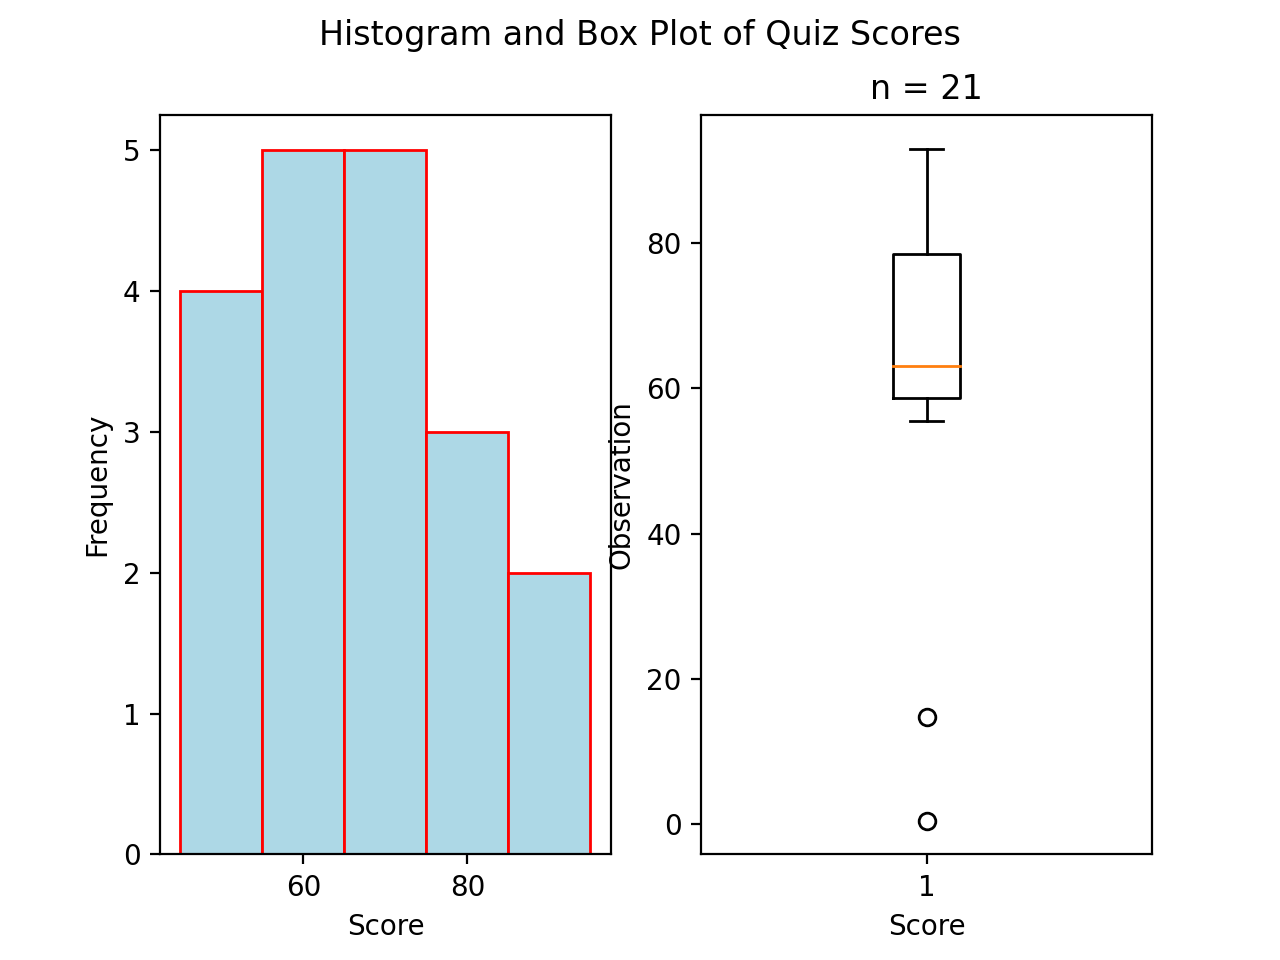 Histogram and Box Plot of Quiz Scores
Frequency
5
4
3
2
1
0
60
80
Score
n = 21
Observation
80
60
40
20
0
1
Score